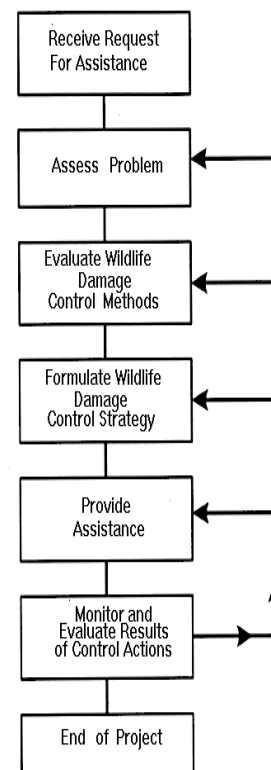 Receive Request
For Assistance
Assess Problem
Evaluate Wildlife
Damage
Control Methods
Formulate Wildlife
Damage
Control Strategy
Provide
Assistance
Monitor and
Evaluate Results
of Control Actions
End of Project